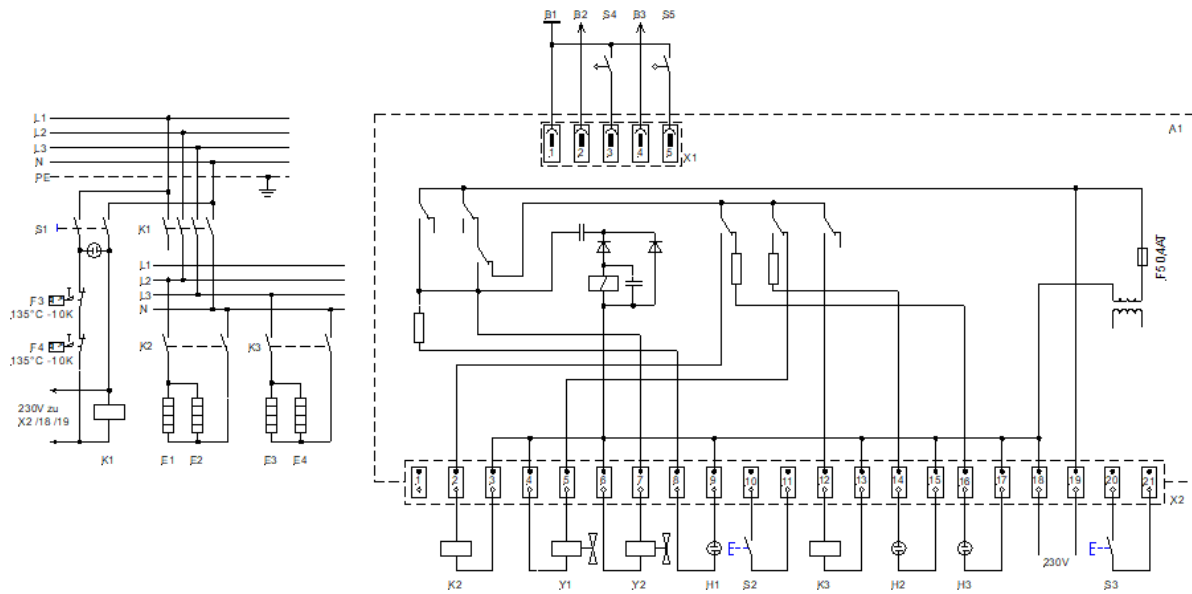 B1 B2 S4 B3 S5
A1
1 2 3 4 5
X1
L1
L2
L3
N
PE
S1
K1
L1
L2
L3
N
F3
135°C -10K
F4
135°C -10K
K2
K3
230V zu
X2 /18 /19
K1 E1 E2 E3 E4
F5 0,4AT
1 2 3 4 5 6 7 8 9 10 11 12 13 14 15 16 17 18 19 20 21
X2
230V
K2 Y1 Y2 H1 S2 K3 H2 H3 S3